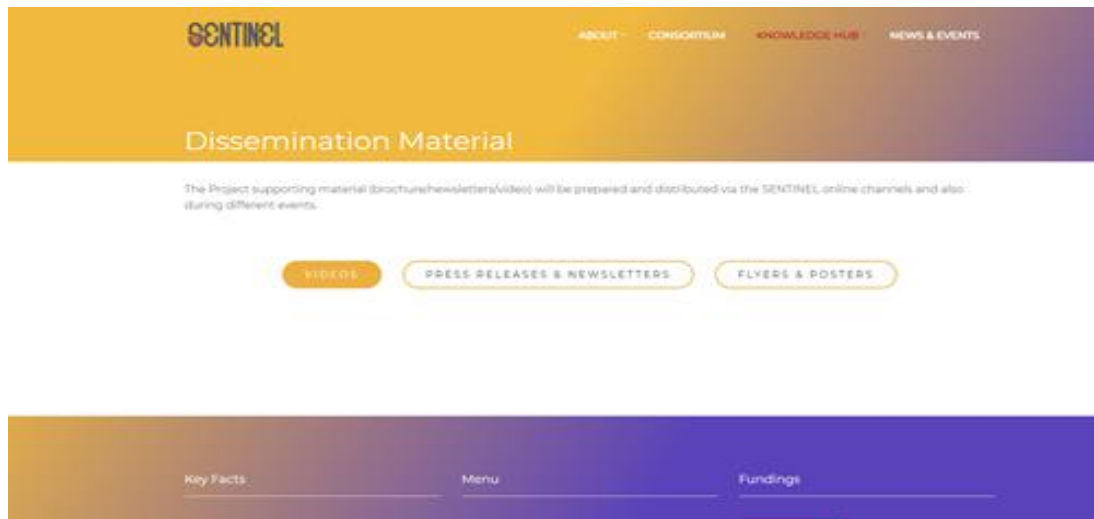 SENTINEL
ABOUT CONSORTIUM KNOWLEDGE HUB NEWS & EVENTS
Dissemination Material
The Project supporting material (brochure/newsletters/video) will be prepared and distributed via the SENTINEL online channels and also
during different events.
VIDEOS PRESS RELEASES & NEWSLETTERS FLYERS & POSTERS
Key Facts Menu Fundings